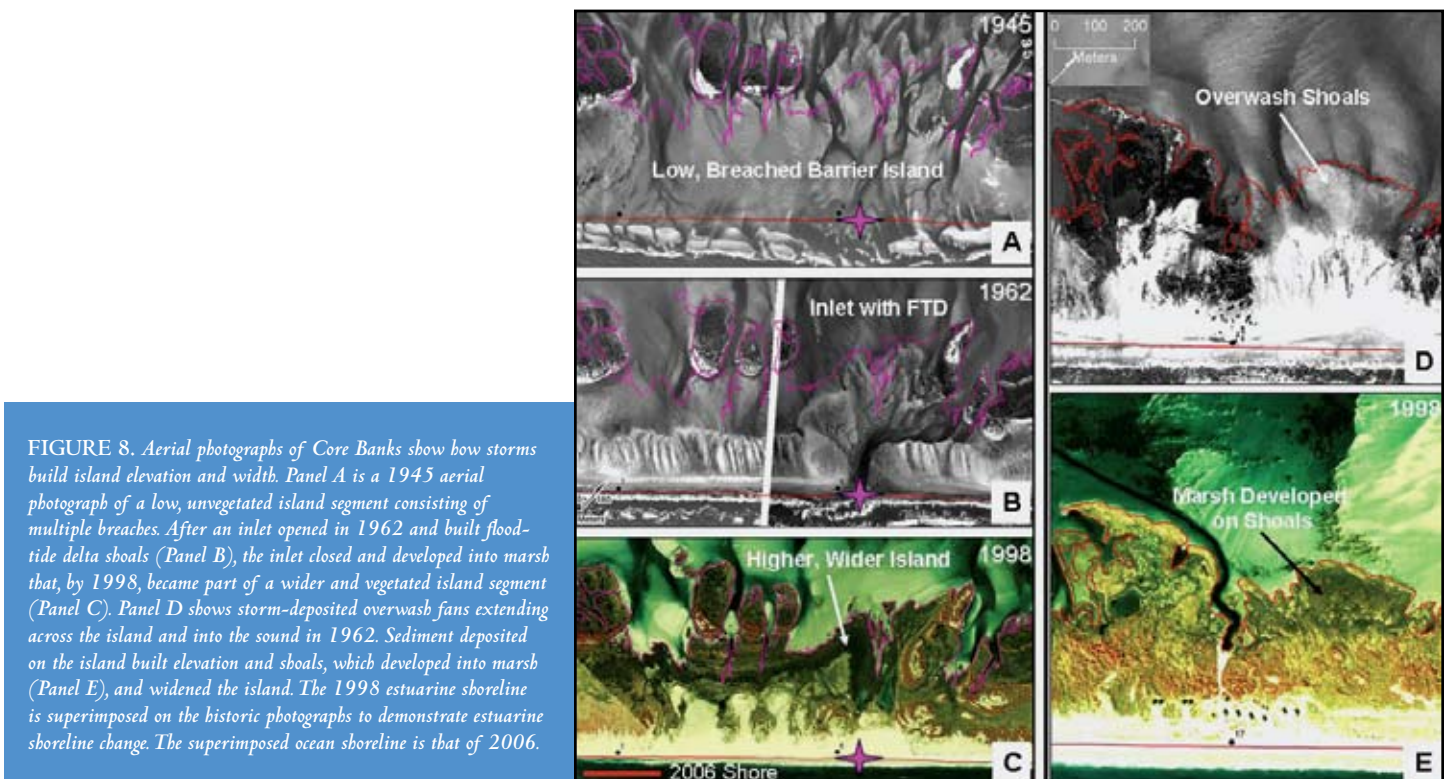 FIGURE 8. Aerial photographs of Core Banks show how storms
build island elevation and width. Panel A is a 1945 aerial
photograph of a low, unvegetated island segment consisting of
multiple breaches. After an inlet opened in 1962 and built flood-
tide delta shoals (Panel B), the inlet closed and developed into marsh
that, by 1998, became part of a wider and vegetated island segment
(Panel C). Panel D shows storm-deposited overwash fans extending
across the island and into the sound in 1962. Sediment deposited
on the island built elevation and shoals, which developed into marsh
(Panel E), and widened the island. The 1998 estuarine shoreline
is superimposed on the historic photographs to demonstrate estuarine
shoreline change. The superimposed ocean shoreline is that of 2006.
1945
Low, Breached Barrier Island
A
1962
Inlet with FTD
B
1998
Higher, Wider Island
2006 Shore
C
0 100 200
Meters
Overwash Shoals
D
1998
Marsh Developed
on Shoals
E